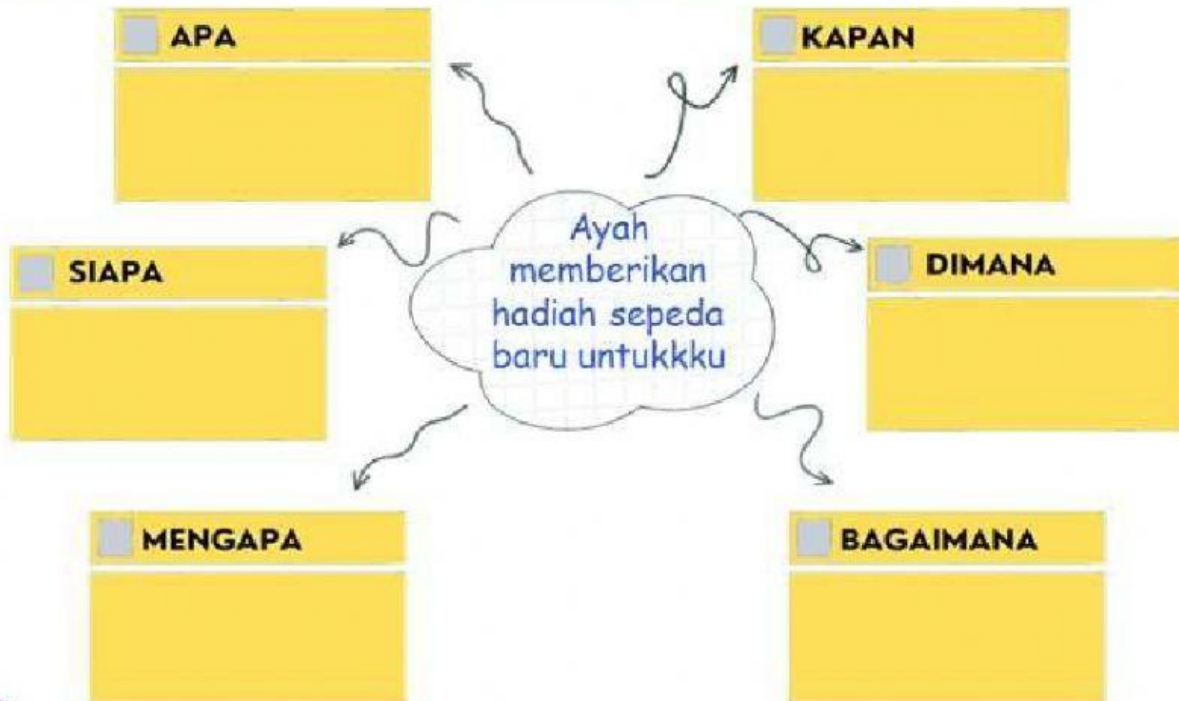 APA
KAPAN
Ayah
memberikan
hadiah sepeda
baru untukkku
SIAPA
DIMANA
MENGAPA
BAGAIMANA